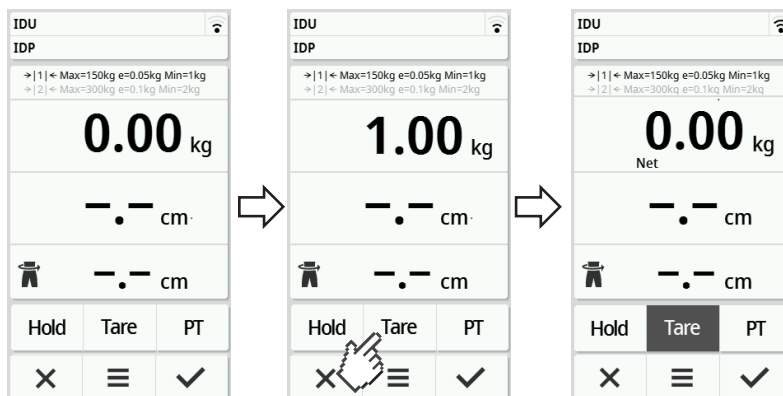 IDU
IDP
→|1|← Max=150kg e=0.05kg Min=1kg
→|2|← Max=300kg e=0.1kg Min=2kg
0.00 kg
-.- cm
-.- cm
Hold Tare PT
IDU
IDP
→|1|← Max=150kg e=0.05kg Min=1kg
→|2|← Max=300kg e=0.1kg Min=2kg
1.00 kg
-.- cm
-.- cm
Hold Tare PT
IDU
IDP
→|1|← Max=150kg e=0.05kg Min=1kg
→|2|← Max=300kg e=0.1kg Min=2kg
0.00 kg
Net
-.- cm
-.- cm
Hold Tare PT